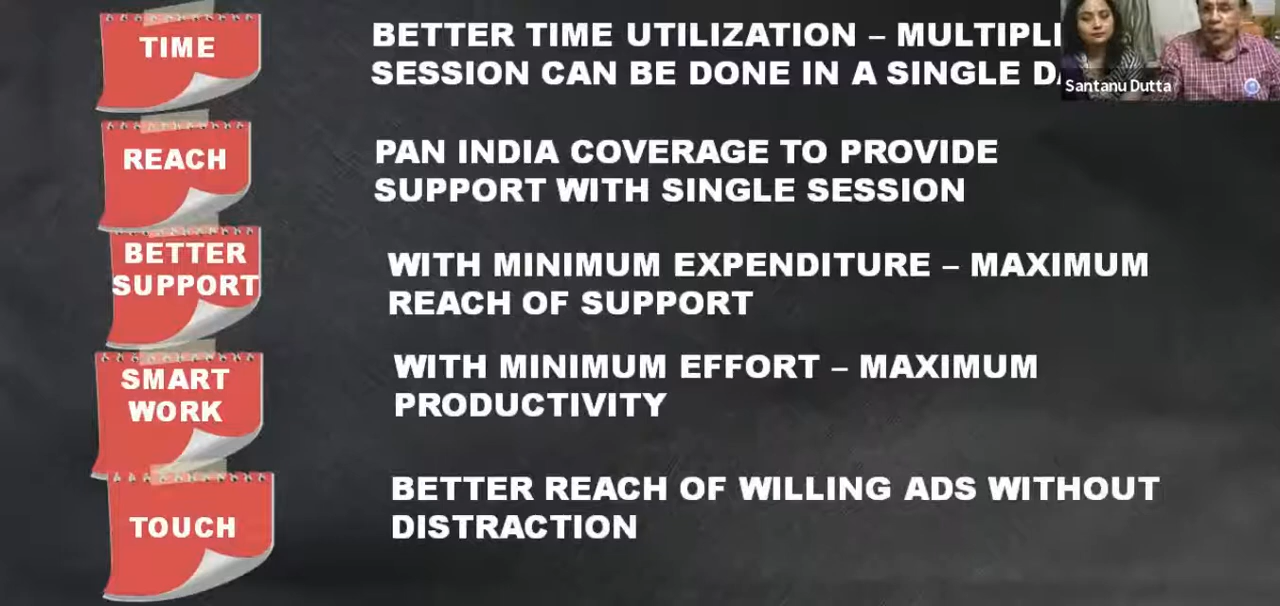 TIME
BETTER TIME UTILIZATION – MULTIPL
SESSION CAN BE DONE IN A SINGLE
Santanu Dutta
REACH
PAN INDIA COVERAGE TO PROVIDE
SUPPORT WITH SINGLE SESSION
BETTER
SUPPORT
WITH MINIMUM EXPENDITURE – MAXIMUM
REACH OF SUPPORT
SMART
WORK
WITH MINIMUM EFFORT – MAXIMUM
PRODUCTIVITY
TOUCH
BETTER REACH OF WILLING ADS WITHOUT
DISTRACTION